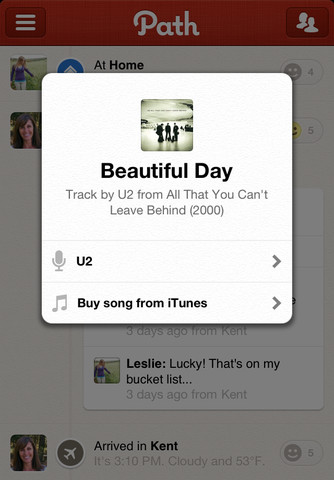 Path
At Home
4
5
Beautiful Day
Track by U2 from All That You Can't
Leave Behind (2000)
U2
Buy song from iTunes
3 days ago from Kent
Leslie: Lucky! That's on my
bucket list...
3 days ago from Kent
Arrived in Kent
It's 3:10 PM. Cloudy and 53°F.
5